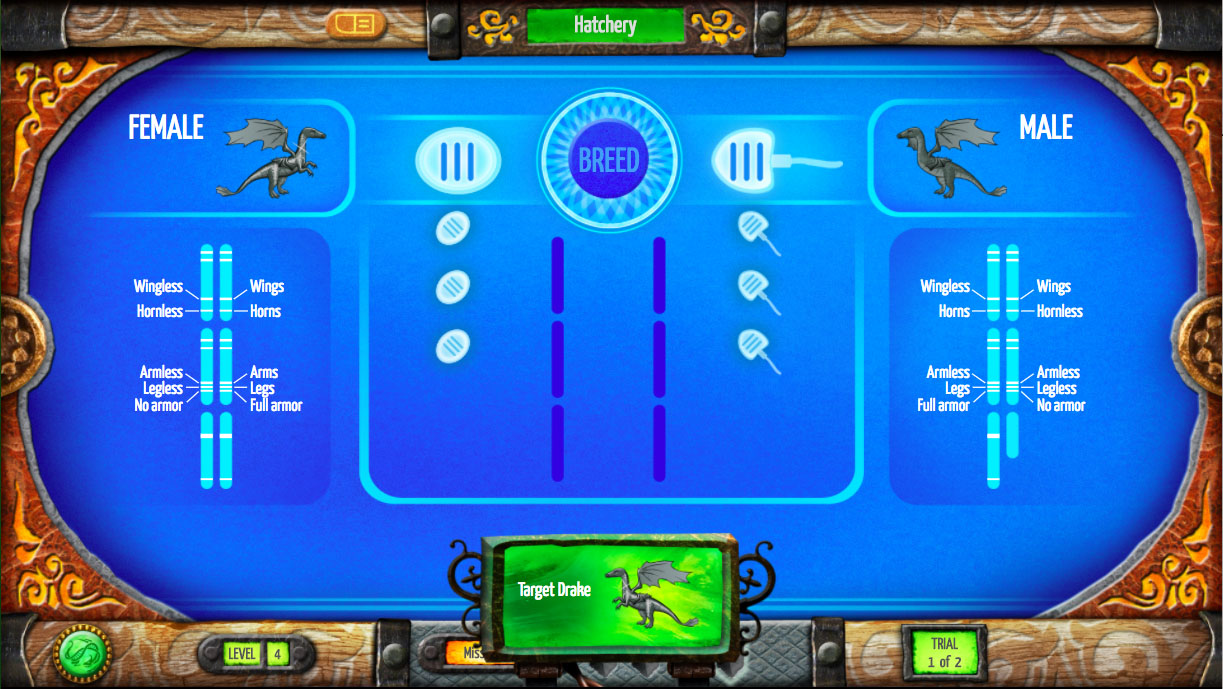 Hatchery
FEMALE
BREED
MALE
Wingless
Wings
Hornless
Horns
Armless
Arms
Legless
Legs
No armor
Full armor
Wingless
Wings
Horns
Hornless
Armless
Armless
Legs
Legless
Full armor
No armor
Target Drake
LEVEL 4
TRIAL
1 of 2